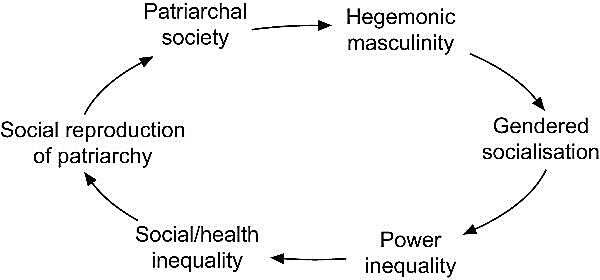 Patriarchal
society
Hegemonic
masculinity
Gendered
socialisation
Power
inequality
Social/health
inequality
Social reproduction
of patriarchy